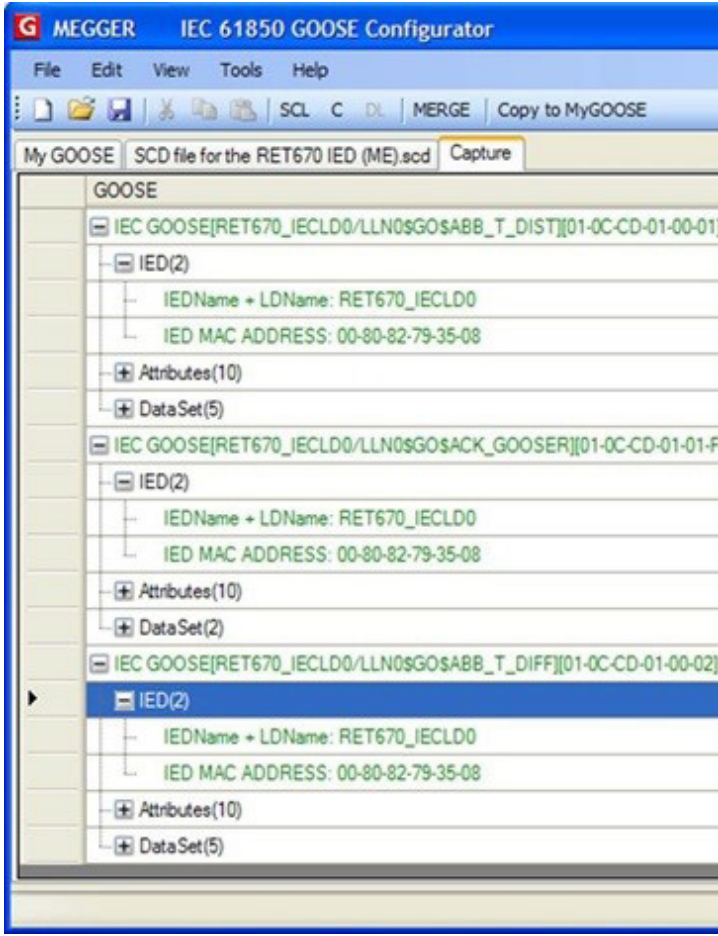 G MEGGER IEC 61850 GOOSE Configurator
File Edit View Tools Help
SCL C DL MERGE Copy to MyGOOSE
My GOOSE SCD file for the RET670 IED (ME).scd Capture
GOOSE
IEC GOOSE[RET670_IECLD0/LLN0$GO$ABB_T_DIST][01-0C-CD-01-00-01]
IED(2)
IEDName + LDName: RET670_IECLD0
IED MAC ADDRESS: 00-80-82-79-35-08
Attributes(10)
DataSet(5)
IEC GOOSE[RET670_IECLD0/LLN0$GO$ACK_GOOSER][01-0C-CD-01-01-F
IED(2)
IEDName + LDName: RET670_IECLD0
IED MAC ADDRESS: 00-80-82-79-35-08
Attributes(10)
DataSet(2)
IEC GOOSE[RET670_IECLD0/LLN0$GO$ABB_T_DIFF][01-0C-CD-01-00-02]
IED(2)
IEDName + LDName: RET670_IECLD0
IED MAC ADDRESS: 00-80-82-79-35-08
Attributes(10)
DataSet(5)